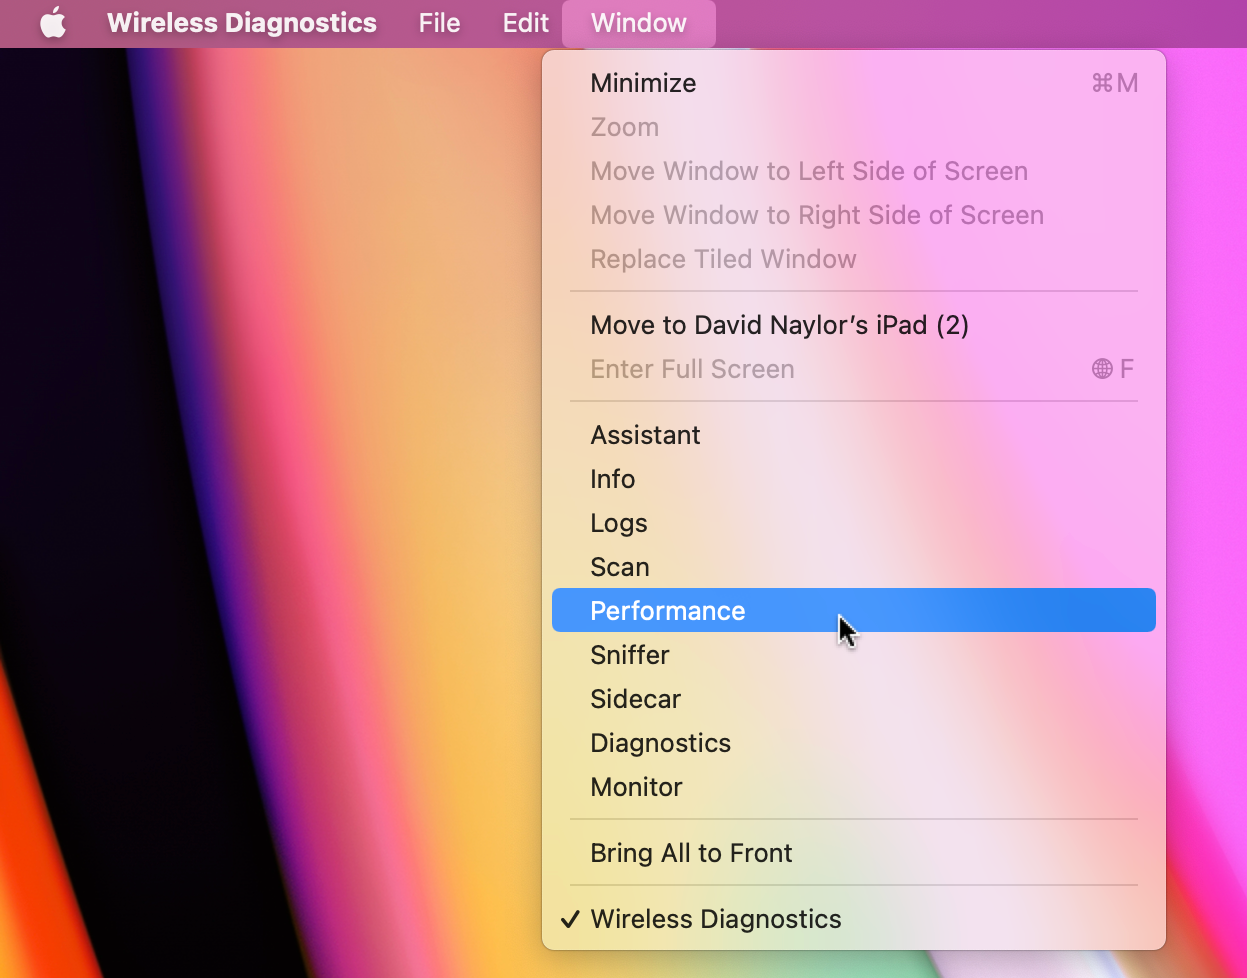 Wireless Diagnostics File Edit Window
Minimize ⌘M
Zoom
Move Window to Left Side of Screen
Move Window to Right Side of Screen
Replace Tiled Window
Move to David Naylor’s iPad (2)
Enter Full Screen F
Assistant
Info
Logs
Scan
Performance
Sniffer
Sidecar
Diagnostics
Monitor
Bring All to Front
✓ Wireless Diagnostics